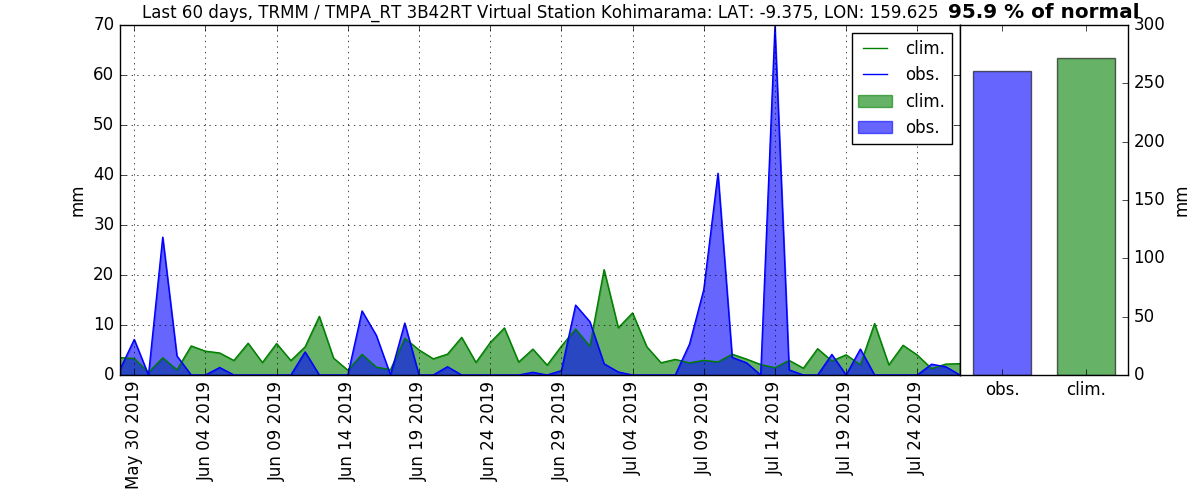 Last 60 days, TRMM / TMPA_RT 3B42RT Virtual Station Kohimarama: LAT: -9.375, LON: 159.625 95.9 % of normal
70
60
50
40
30
20
10
0
mm
clim.
obs.
clim.
obs.
May 30 2019
Jun 04 2019
Jun 09 2019
Jun 14 2019
Jun 19 2019
Jun 24 2019
Jun 29 2019
Jul 04 2019
Jul 09 2019
Jul 14 2019
Jul 19 2019
Jul 24 2019
300
250
200
150
100
50
0
mm
obs.
clim.